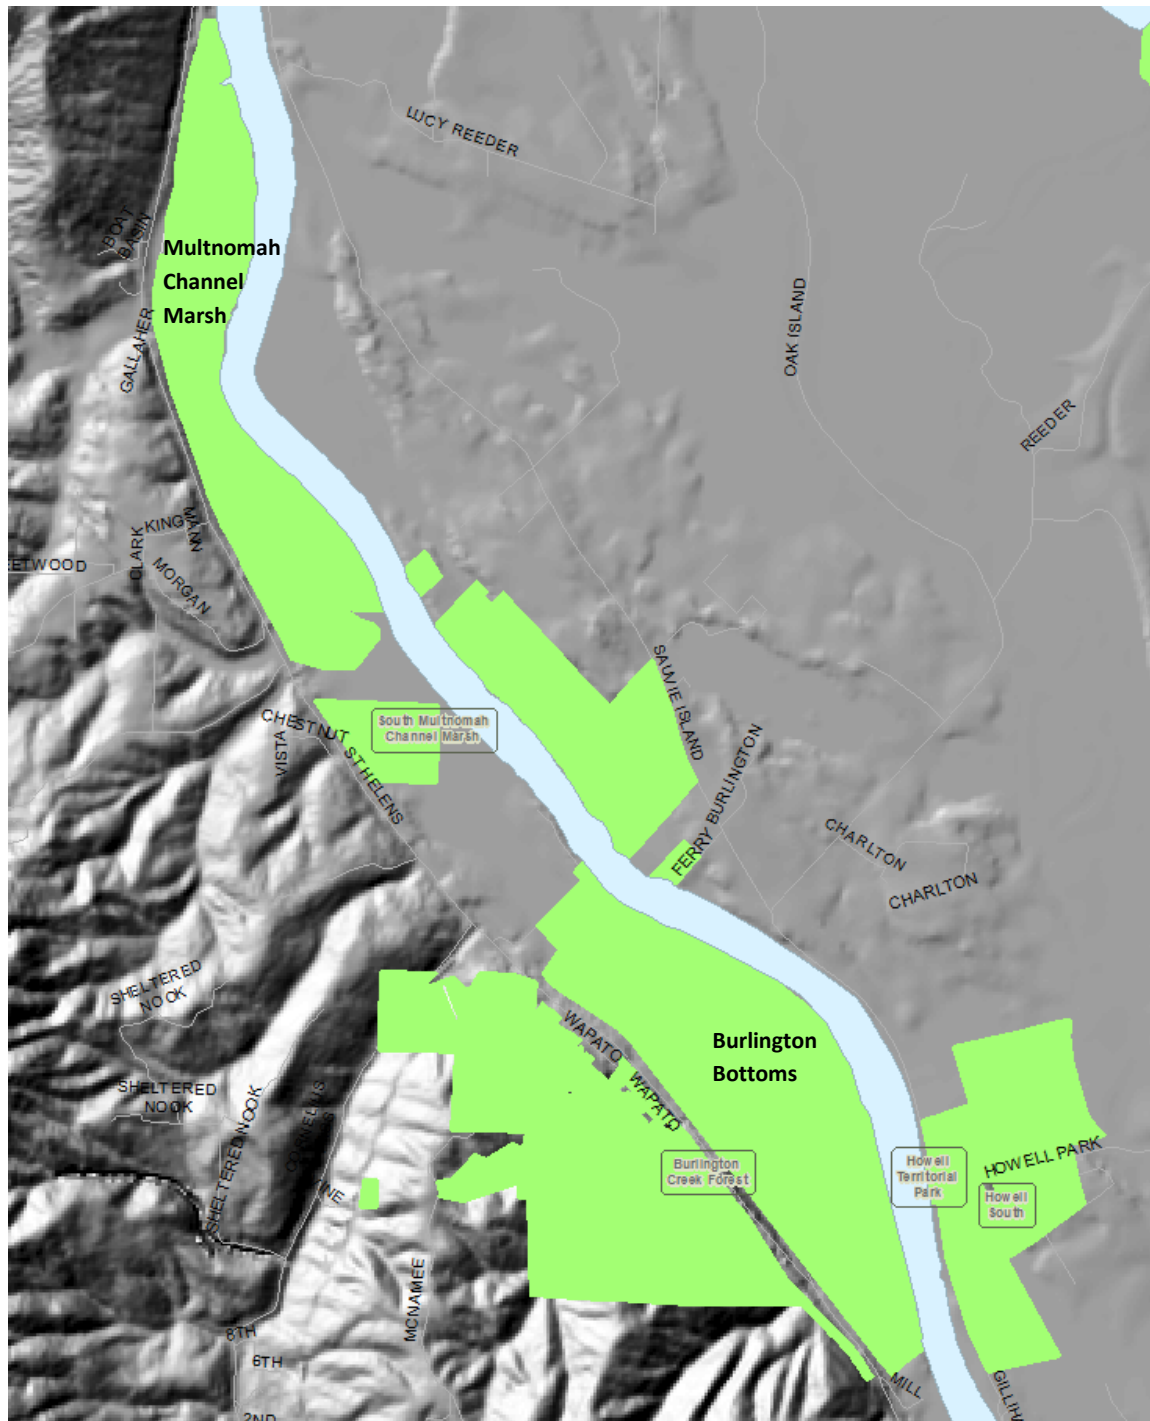 LUCY REEDER
BOAT
BASIN
Multnomah
Channel
Marsh
OAK ISLAND
GALLAHER
REEDER
KING
MANN
CLARK
EETWOOD
MORGAN
SAUVIE ISLAND
CHESTNUT
VISTA
ST HELENS
South Multnomah
Channel Marsh
FERRY BURLINGTON
CHARLTON
CHARLTON
SHELTERED
NOOK
WAPATO
WAPATO
Burlington
Bottoms
SHELTERED
NOOK
SHELTERED NOOK
CORNELIUS
Burlington
Creek Forest
Howell
Territorial
Park
HOWELL PARK
Howell
South
MCNAMEE
8TH
6TH
2ND
MILL
GILLIH